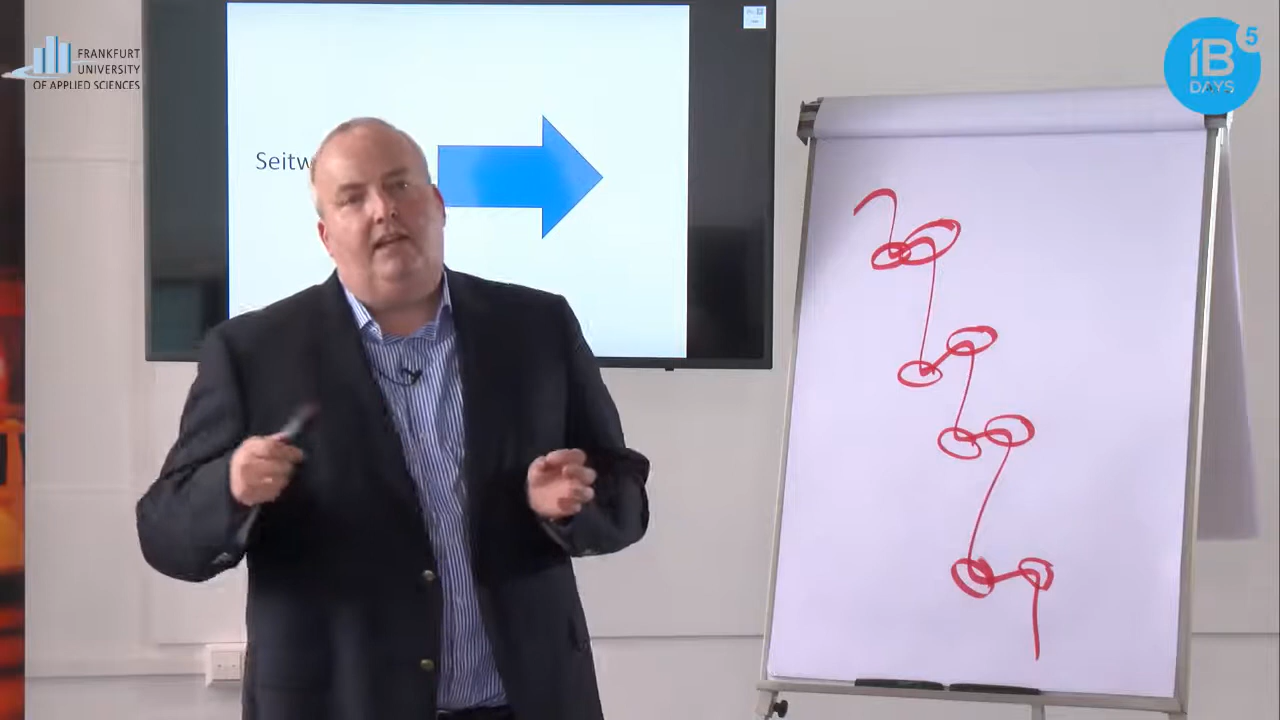 FRANKFURT
UNIVERSITY
OF APPLIED SCIENCES
IB 5
DAYS